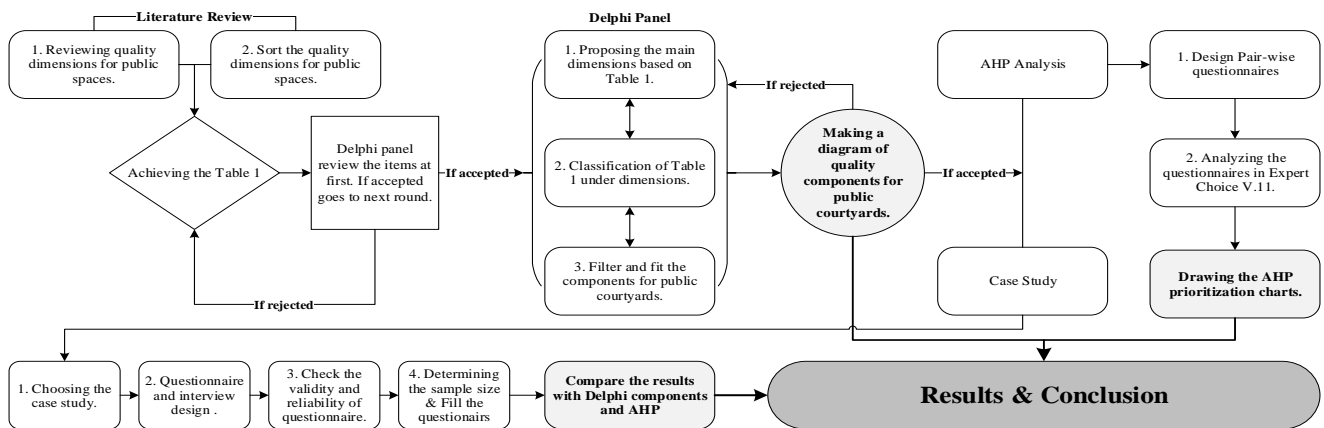 Literature Review
1. Reviewing quality
dimensions for public
spaces.
2. Sort the quality
dimensions for public
spaces.
Achieving the Table 1
Delphi panel
review the items at
first. If accepted
goes to next round.
If rejected
If accepted
Delphi Panel
1. Proposing the main
dimensions based on
Table 1.
2. Classification of Table
1 under dimensions.
3. Filter and fit the
components for public
courtyards.
If rejected
Making a
diagram of
quality
components for
public
courtyards.
If accepted
AHP Analysis
Case Study
1. Design Pair-wise
questionnaires
2. Analyzing the
questionnaires in Expert
Choice V.11.
Drawing the AHP
prioritization charts.
1. Choosing the
case study.
2. Questionnaire
and interview
design .
3. Check the
validity and
reliability of
questionnaire.
4. Determining
the sample size
& Fill the
questionairs
Compare the results
with Delphi components
and AHP
Results & Conclusion